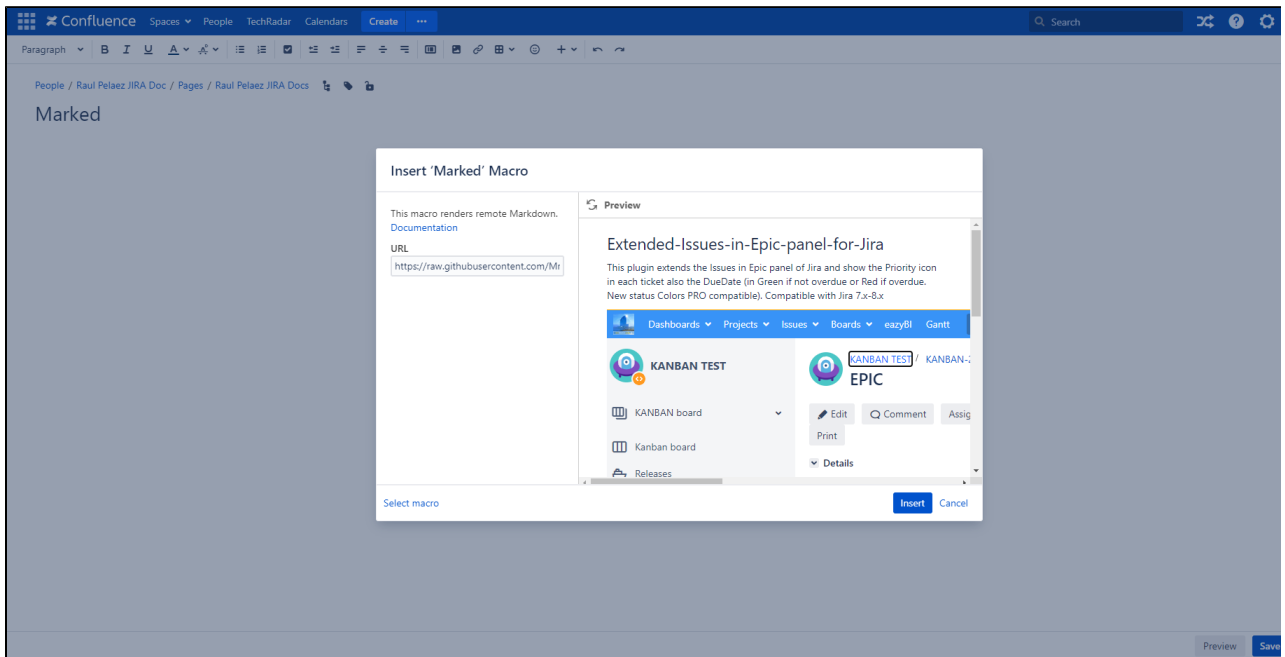 Confluence Spaces People TechRadar Calendars Create ··· Search
Paragraph B I U A
People / Raul Pelaez JIRA Doc / Pages / Raul Pelaez JIRA Docs
Marked
Insert ‘Marked’ Macro
This macro renders remote Markdown.
Documentation
URL
https://raw.githubusercontent.com/
Preview
Extended-Issues-in-Epic-panel-for-Jira
This plugin extends the Issues in Epic panel of Jira and show the Priority icon
in each ticket also the DueDate (in Green if not overdue or Red if overdue.
New status Colors PRO compatible). Compatible with Jira 7.x-8.x
Dashboards Projects Issues Boards eazyBI Gantt
KANBAN TEST
KANBAN TEST / KANBAN-
EPIC
KANBAN board
Edit Comment Assig
Print
Kanban board
Details
Releases
Select macro
Insert Cancel
Preview Save